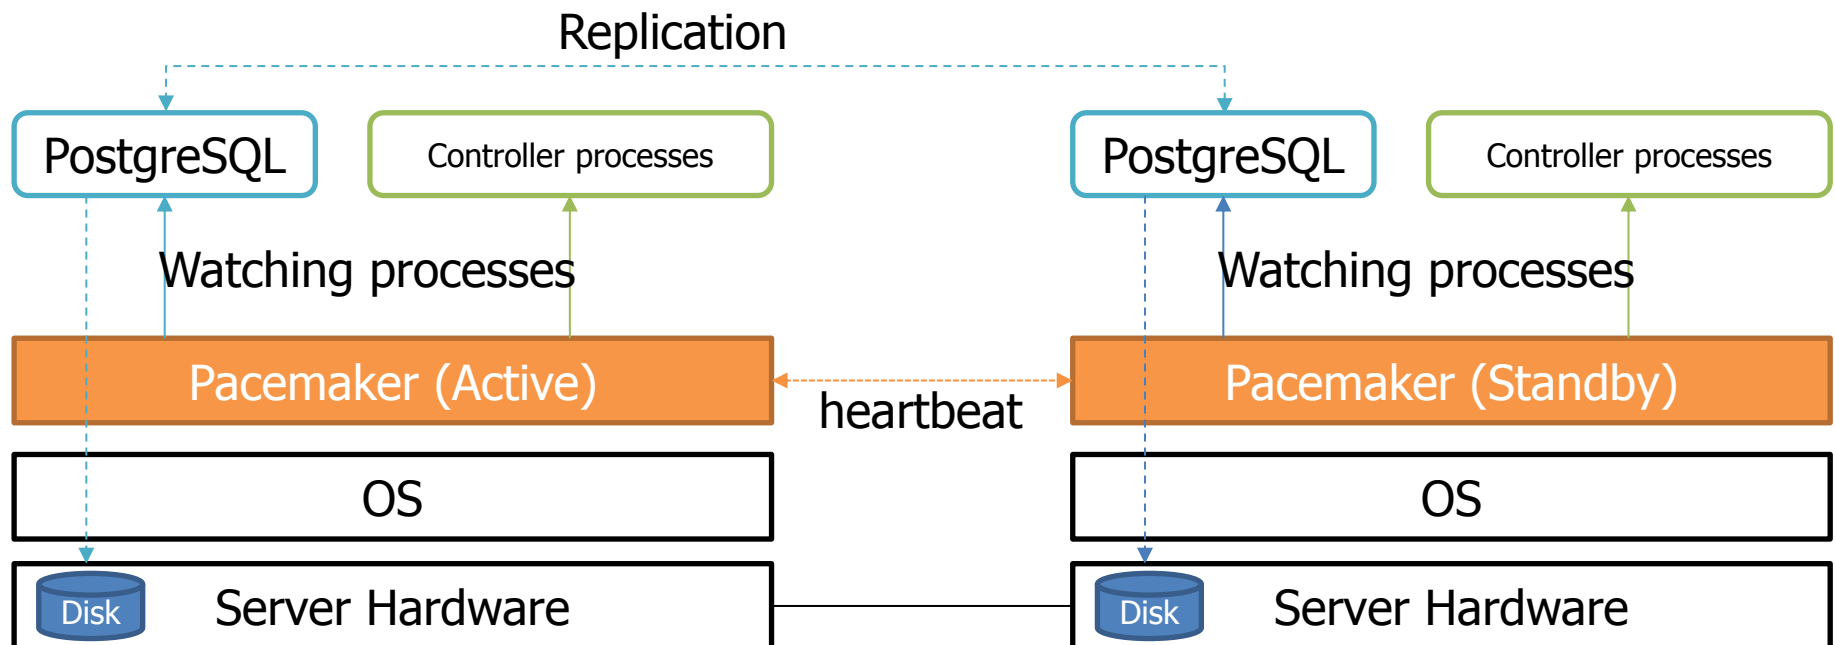 Replication
PostgreSQL
Controller processes
PostgreSQL
Controller processes
Watching processes
Watching processes
Pacemaker (Active)
heartbeat
Pacemaker (Standby)
OS
OS
Disk
Server Hardware
Disk
Server Hardware